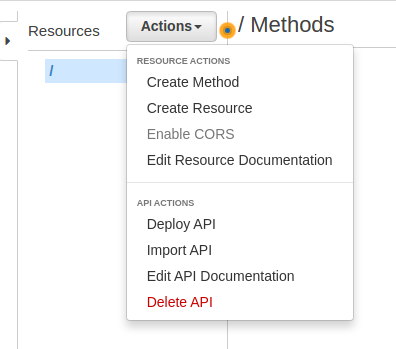 Resources
Actions
/ Methods
/
RESOURCE ACTIONS
Create Method
Create Resource
Enable CORS
Edit Resource Documentation
API ACTIONS
Deploy API
Import API
Edit API Documentation
Delete API